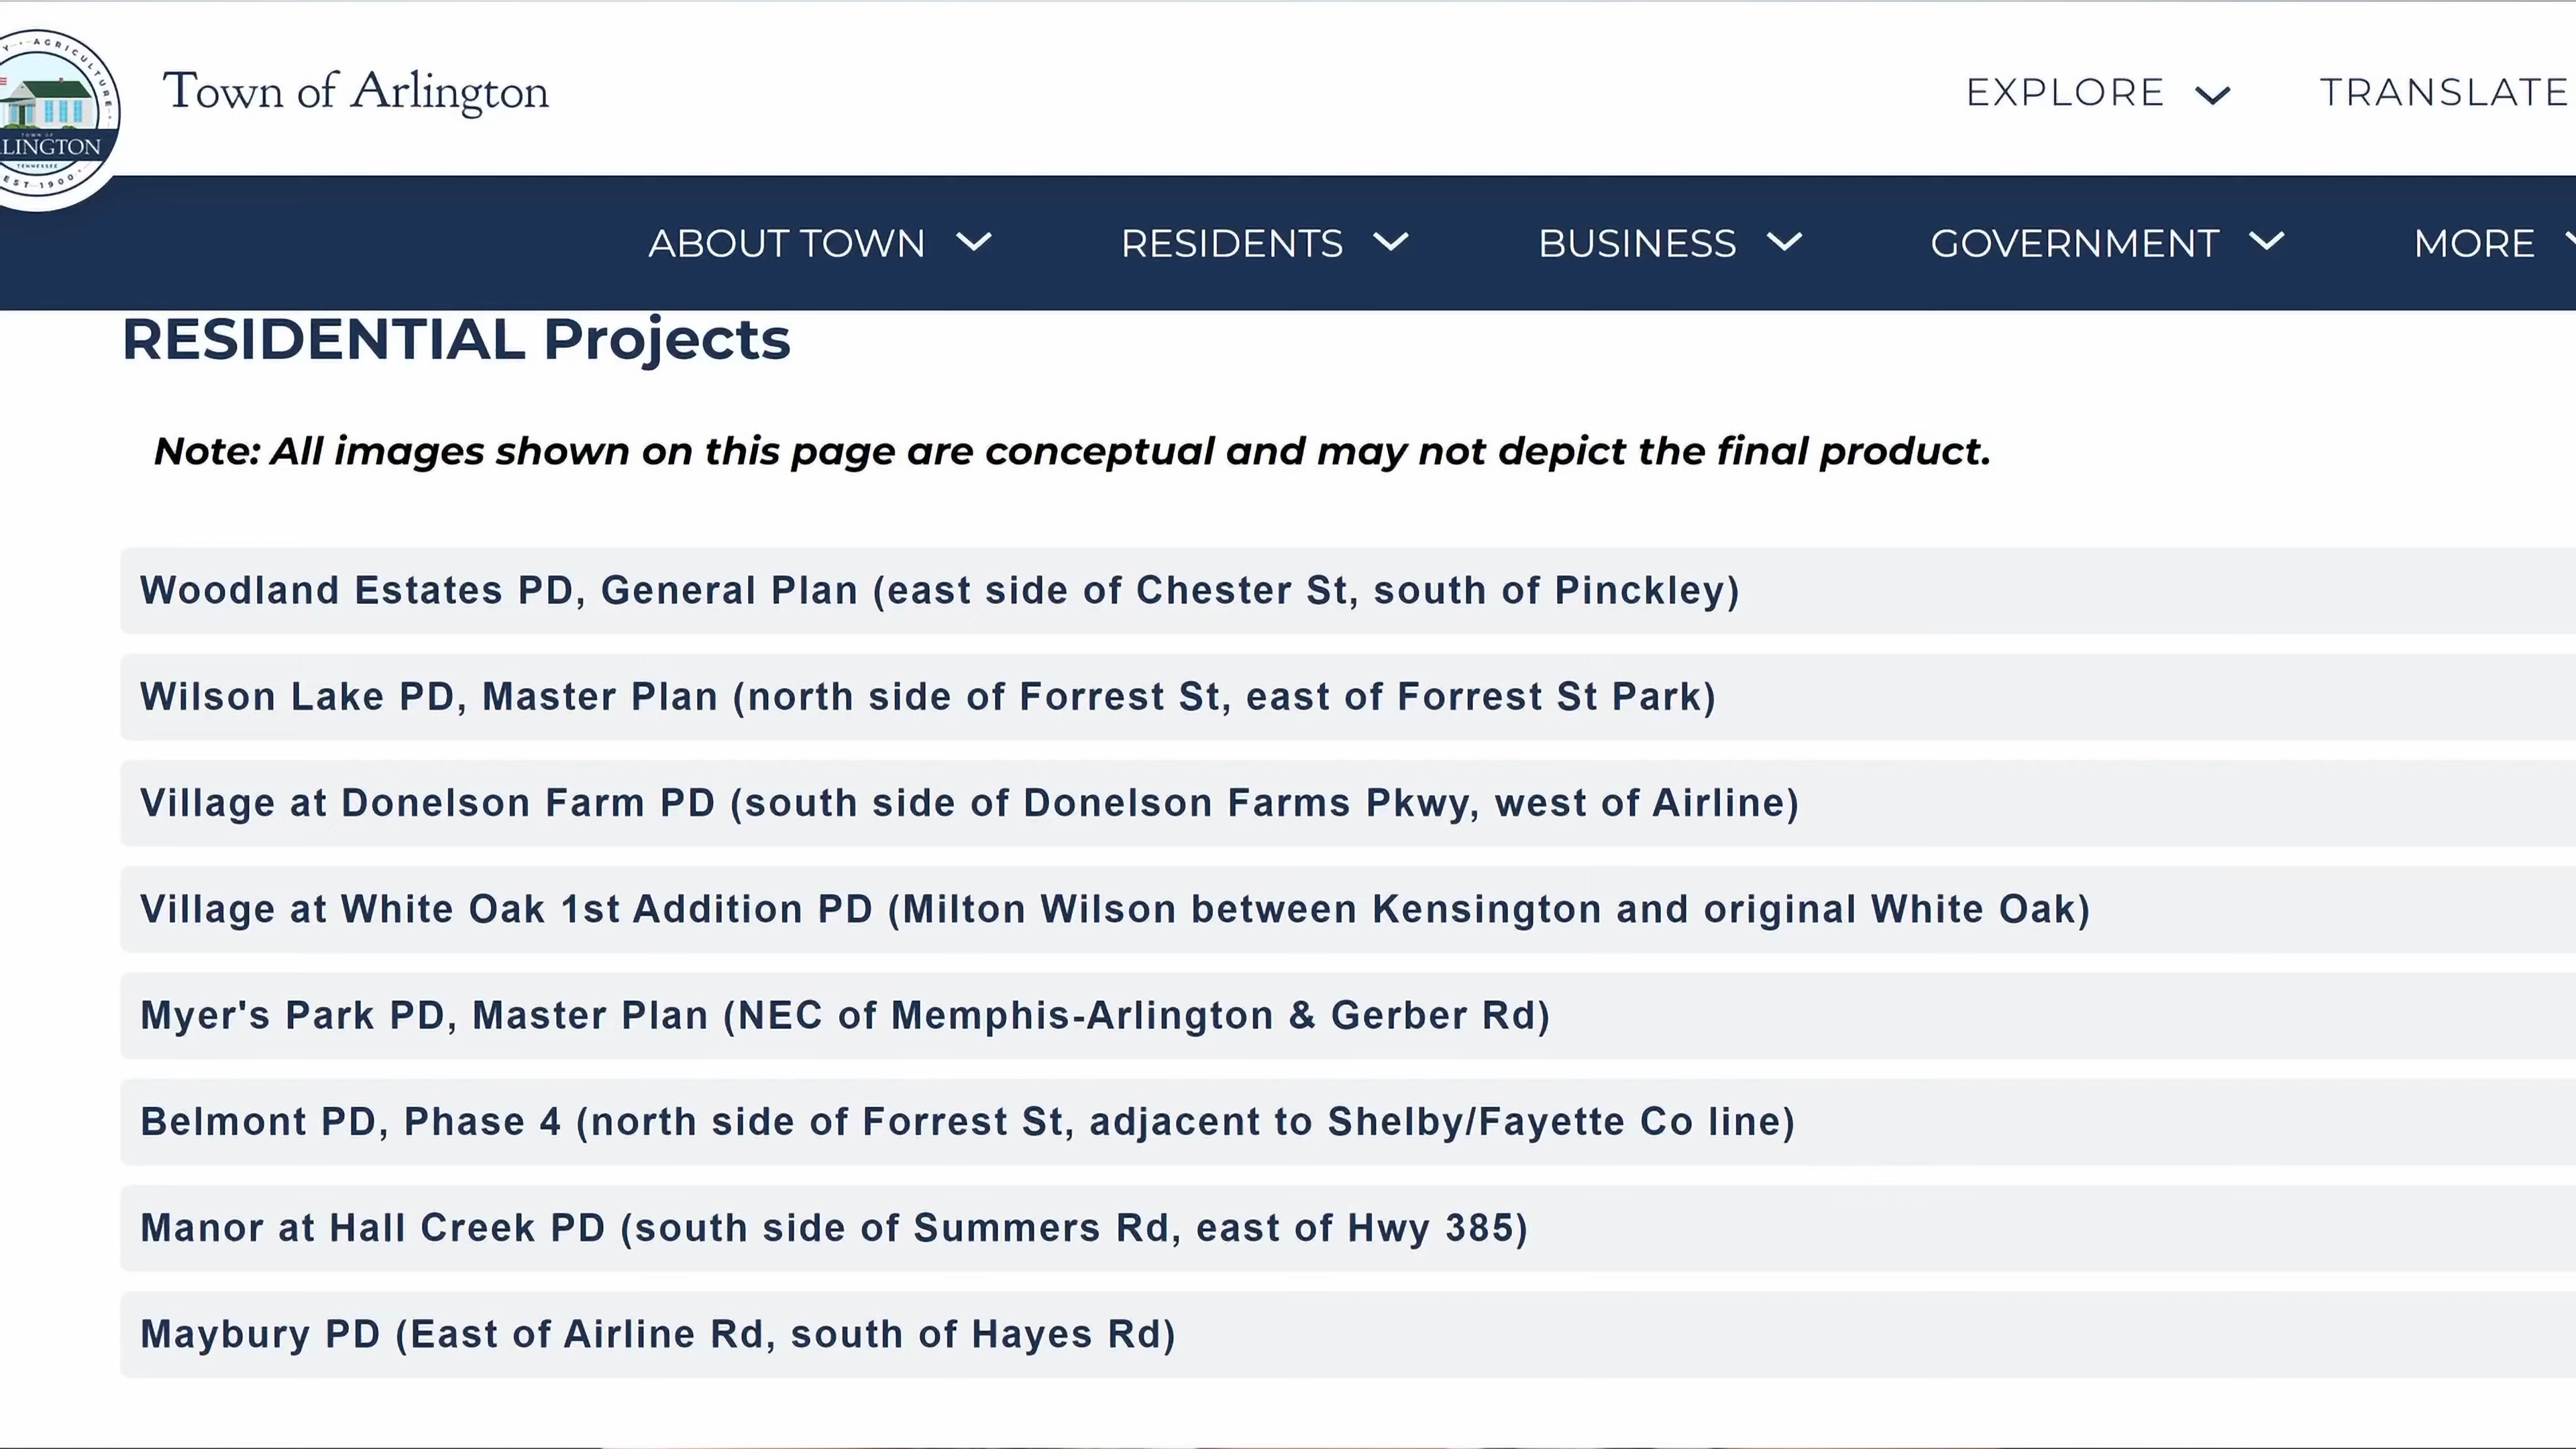 AGRICULTURE
TOWN OF
LINGTON
TENNESSEE
EST 1900
Town of Arlington
EXPLORE
TRANSLATE
ABOUT TOWN
RESIDENTS
BUSINESS
GOVERNMENT
MORE
RESIDENTIAL Projects
Note: All images shown on this page are conceptual and may not depict the final product.
Woodland Estates PD, General Plan (east side of Chester St, south of Pinckley)
Wilson Lake PD, Master Plan (north side of Forrest St, east of Forrest St Park)
Village at Donelson Farm PD (south side of Donelson Farms Pkwy, west of Airline)
Village at White Oak 1st Addition PD (Milton Wilson between Kensington and original White Oak)
Myer's Park PD, Master Plan (NEC of Memphis-Arlington & Gerber Rd)
Belmont PD, Phase 4 (north side of Forrest St, adjacent to Shelby/Fayette Co line)
Manor at Hall Creek PD (south side of Summers Rd, east of Hwy 385)
Maybury PD (East of Airline Rd, south of Hayes Rd)